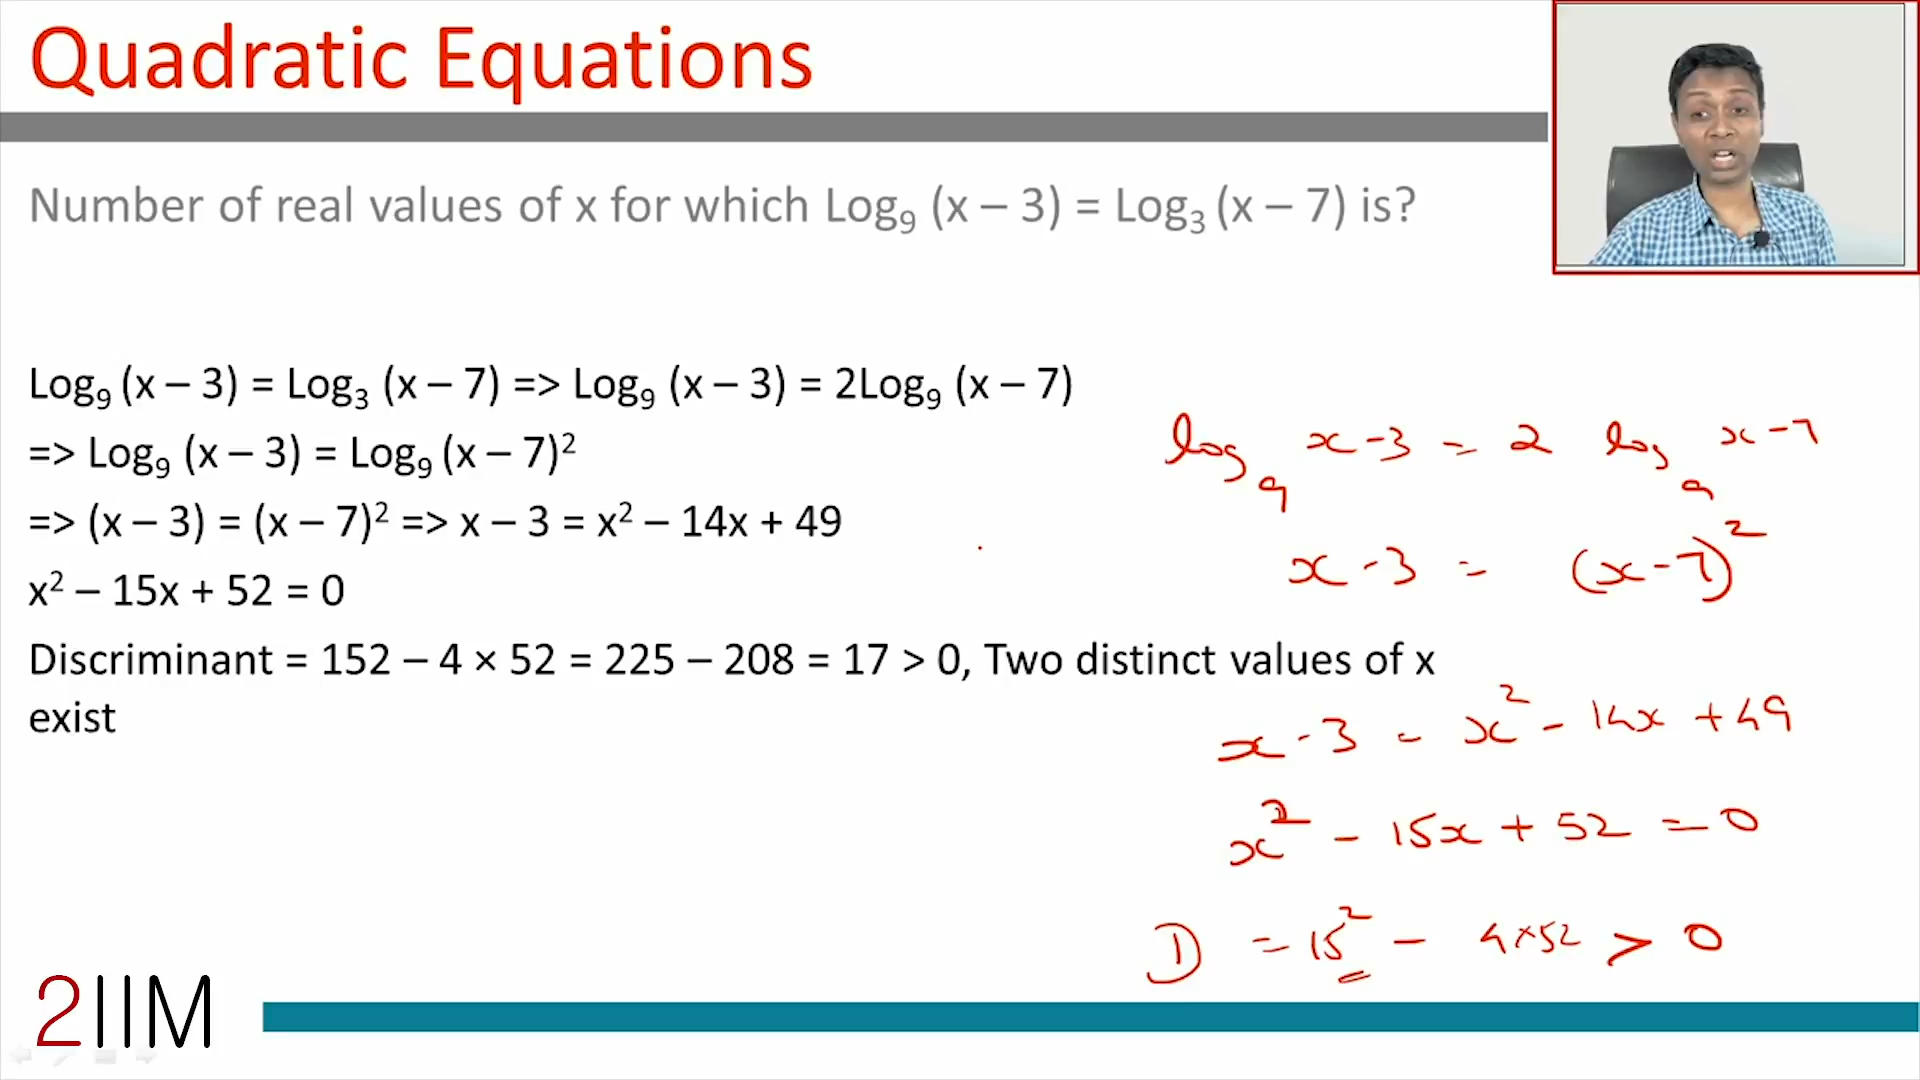 Quadratic Equations
Number of real values of x for which Log₉ (x – 3) = Log₃ (x – 7) is?
Log₉ (x – 3) = Log₃ (x – 7) => Log₉ (x – 3) = 2Log₉ (x – 7)
=> Log₉ (x – 3) = Log₉ (x – 7)²
=> (x – 3) = (x – 7)² => x – 3 = x² – 14x + 49
x² – 15x + 52 = 0
Discriminant = 152 – 4 × 52 = 225 – 208 = 17 > 0, Two distinct values of x
exist
log₉ x-3 = 2 log₉ x-7
x-3 = (x-7)²
x-3 = x² - 14x + 49
x² - 15x + 52 = 0
D = 15² - 4×52 > 0
2IIM